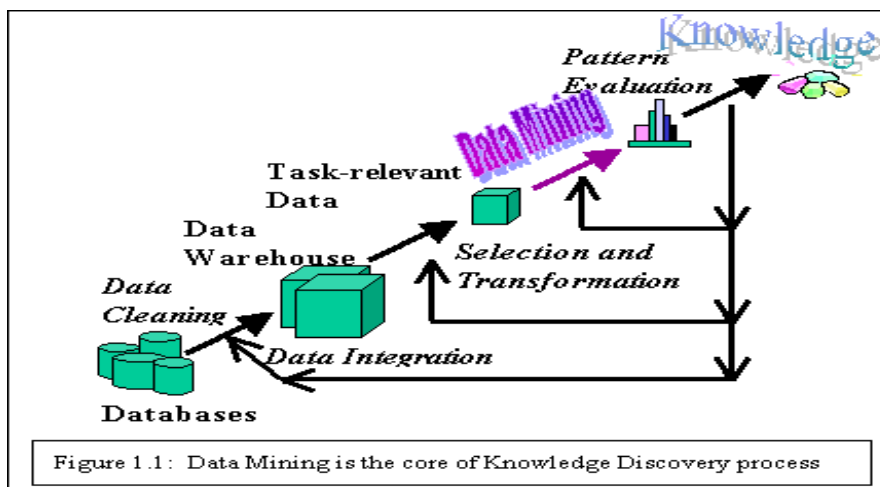 Knowledge
Pattern
Evaluation
Data Mining
Task-relevant
Data
Data
Warehouse
Selection and
Transformation
Data
Cleaning
Data Integration
Databases
Figure 1.1: Data Mining is the core of Knowledge Discovery process